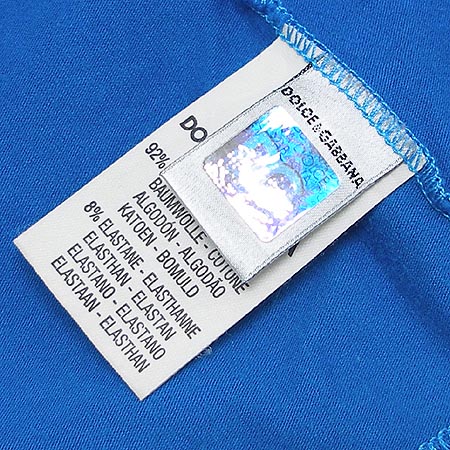 DOLCE&GABBANA
DO
92%
BAUMWOLLE - COTONE
ALGODON - ALGODÃO
KATOEN - BOMULD
8% ELASTANE - ELASTHANNE
ELASTHAN - ELASTAN
ELASTANO - ELASTANO
ELASTAAN - ELASTHAN